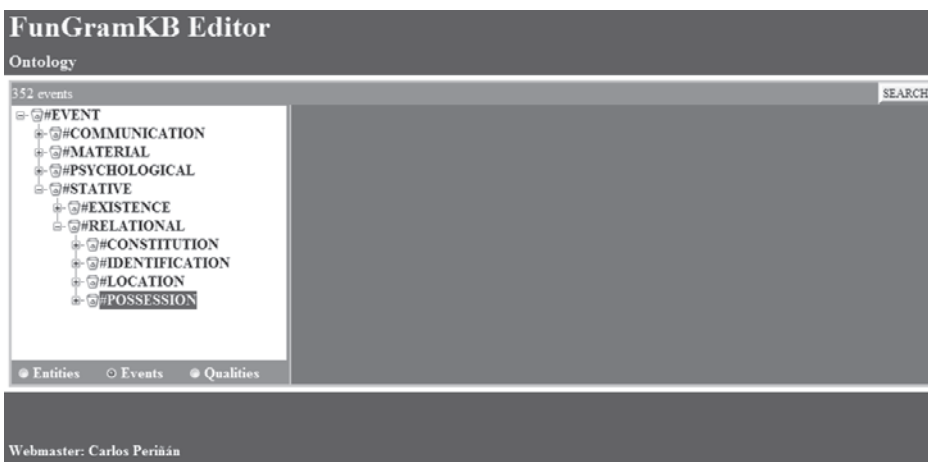 FunGramKB Editor
Ontology
352 events
SEARCH
#EVENT
#COMMUNICATION
#MATERIAL
#PSYCHOLOGICAL
#STATIVE
#EXISTENCE
#RELATIONAL
#CONSTITUTION
#IDENTIFICATION
#LOCATION
#POSSESSION
Entities Events Qualities
Webmaster: Carlos Periñán